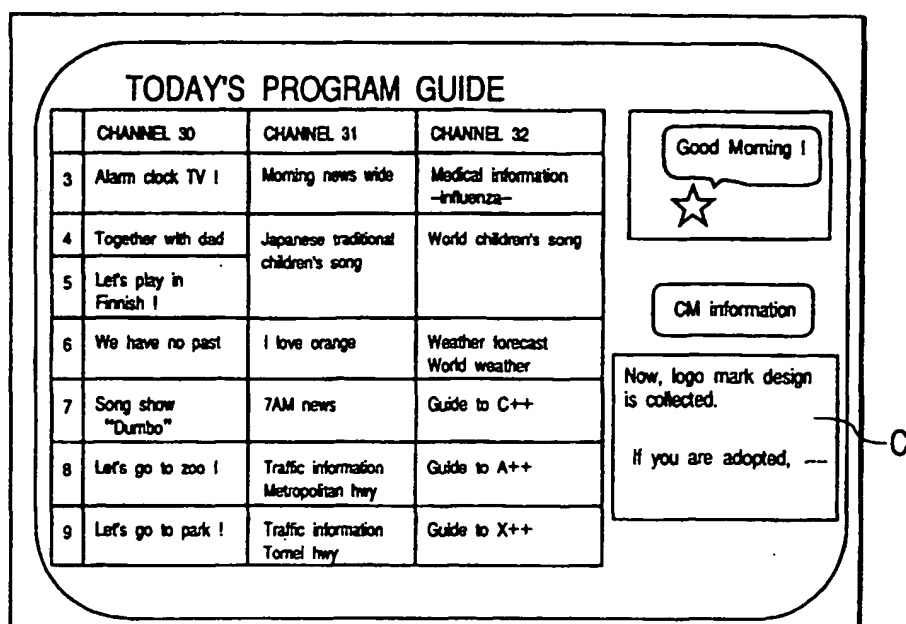 TODAY'S PROGRAM GUIDE
CHANNEL 30 CHANNEL 31 CHANNEL 32
3 Alarm clock TV ! Morning news wide Medical information
-influenza-
4 Together with dad Japanese traditional World children's song
children's song
5 Let's play in
Finnish !
6 We have no past I love orange Weather forecast
World weather
7 Song show 7AM news Guide to C++
"Dumbo"
8 Let's go to zoo ! Traffic information Guide to A++
Metropolitan hwy
9 Let's go to park ! Traffic information Guide to X++
Tomei hwy
Good Morning !
CM information
Now, logo mark design
is collected.
If you are adopted, ---
C